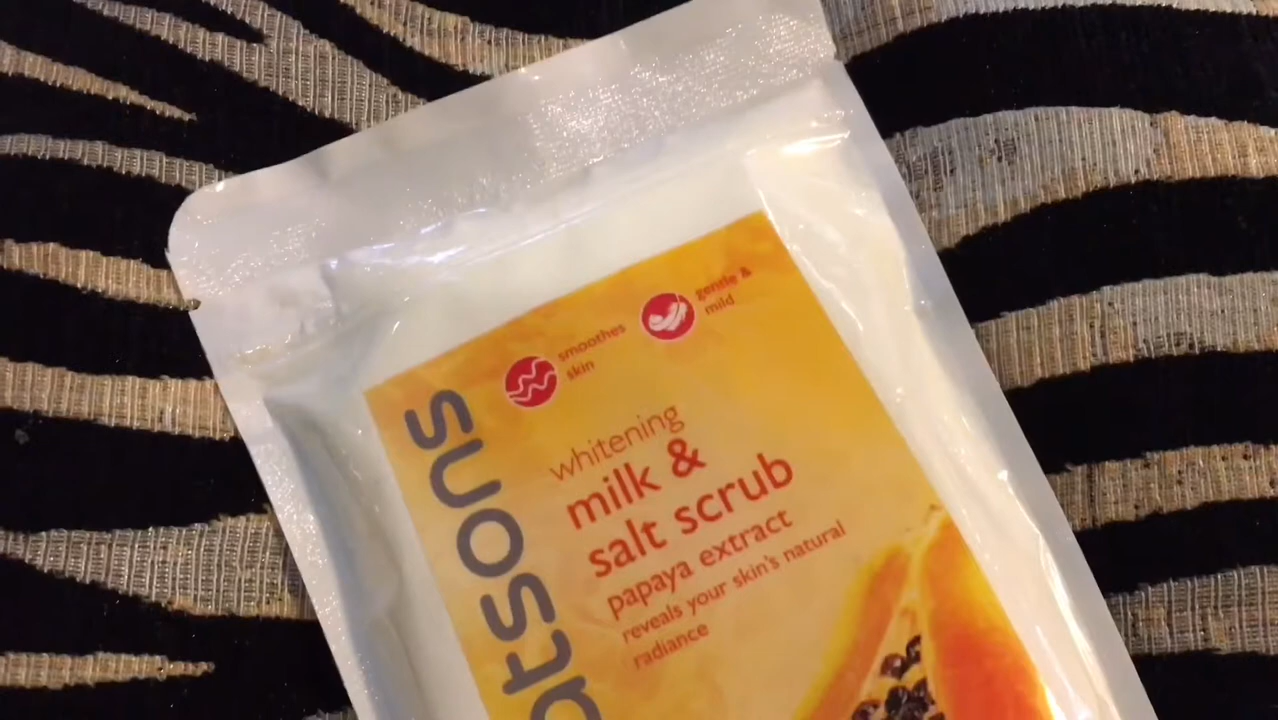 smoothes
skin
gentle &
mild
whitening
milk &
salt scrub
papaya extract
reveals your skin's natural
radiance
atsons